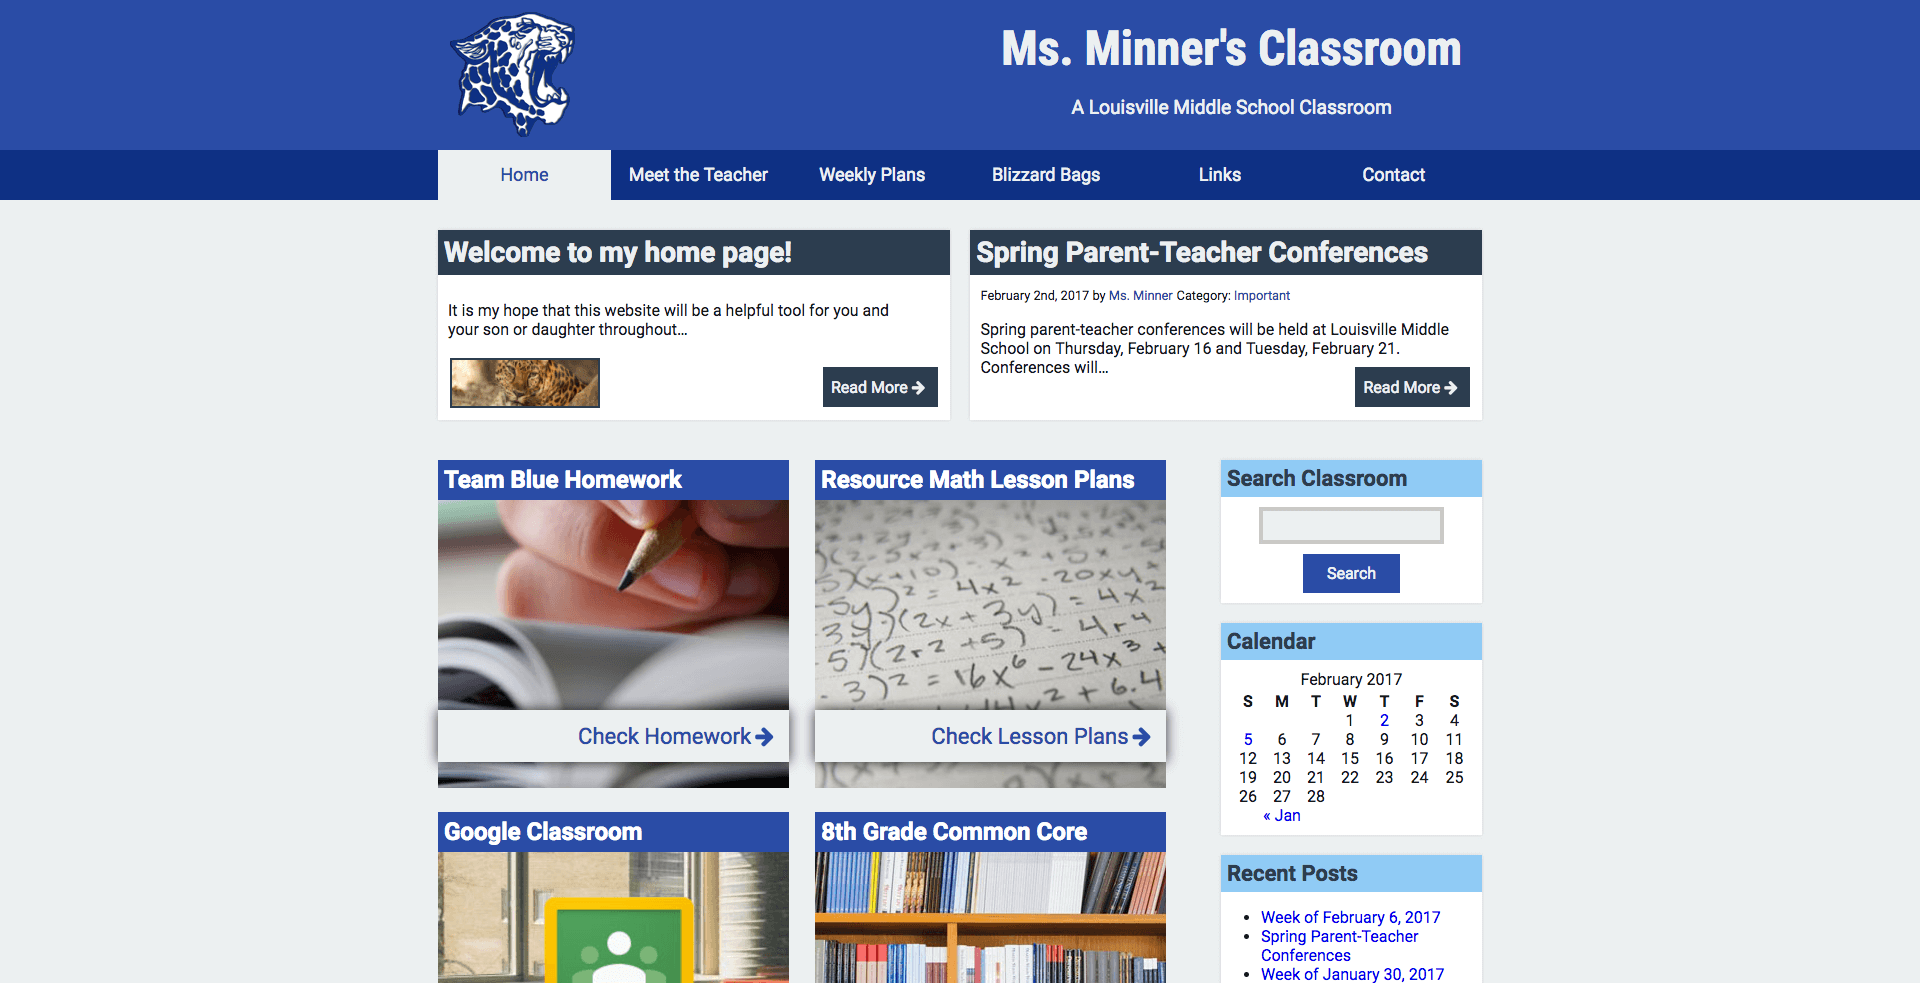 Ms. Minner's Classroom
A Louisville Middle School Classroom
Home
Meet the Teacher
Weekly Plans
Blizzard Bags
Links
Contact
Welcome to my home page!
It is my hope that this website will be a helpful tool for you and
your son or daughter throughout...
Read More
Spring Parent-Teacher Conferences
February 2nd, 2017 by Ms. Minner Category: Important
Spring parent-teacher conferences will be held at Louisville Middle
School on Thursday, February 16 and Tuesday, February 21.
Conferences will...
Read More
Team Blue Homework
Check Homework
Resource Math Lesson Plans
Check Lesson Plans
Google Classroom
8th Grade Common Core
Search Classroom
Search
Calendar
February 2017
S M T W T F S
1 2 3 4
5 6 7 8 9 10 11
12 13 14 15 16 17 18
19 20 21 22 23 24 25
26 27 28
« Jan
Recent Posts
Week of February 6, 2017
Spring Parent-Teacher
Conferences
Week of January 30, 2017